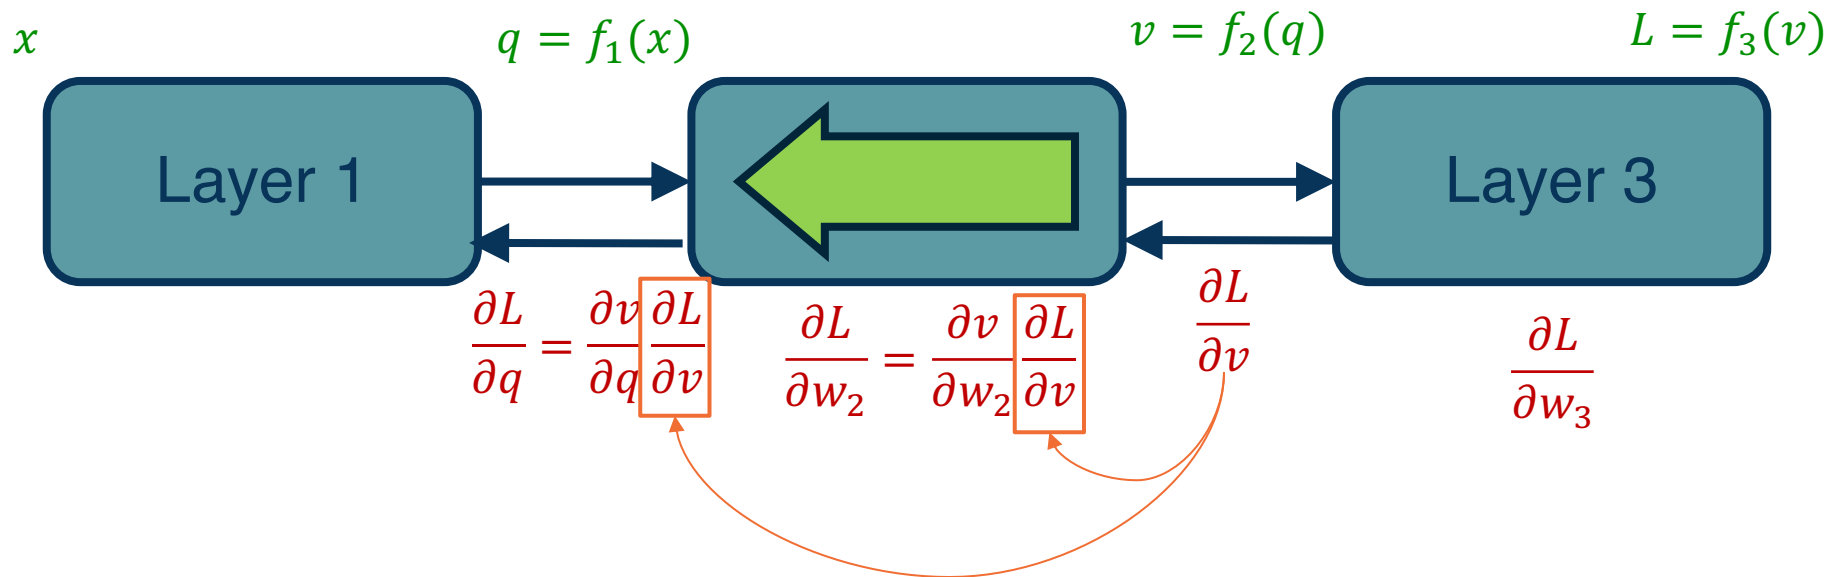 x
q = f₁(x)
v = f₂(q)
L = f₃(v)
Layer 1
Layer 3
∂L/∂q = ∂v/∂q ∂L/∂v
∂L/∂w₂ = ∂v/∂w₂ ∂L/∂v
∂L/∂v
∂L/∂w₃